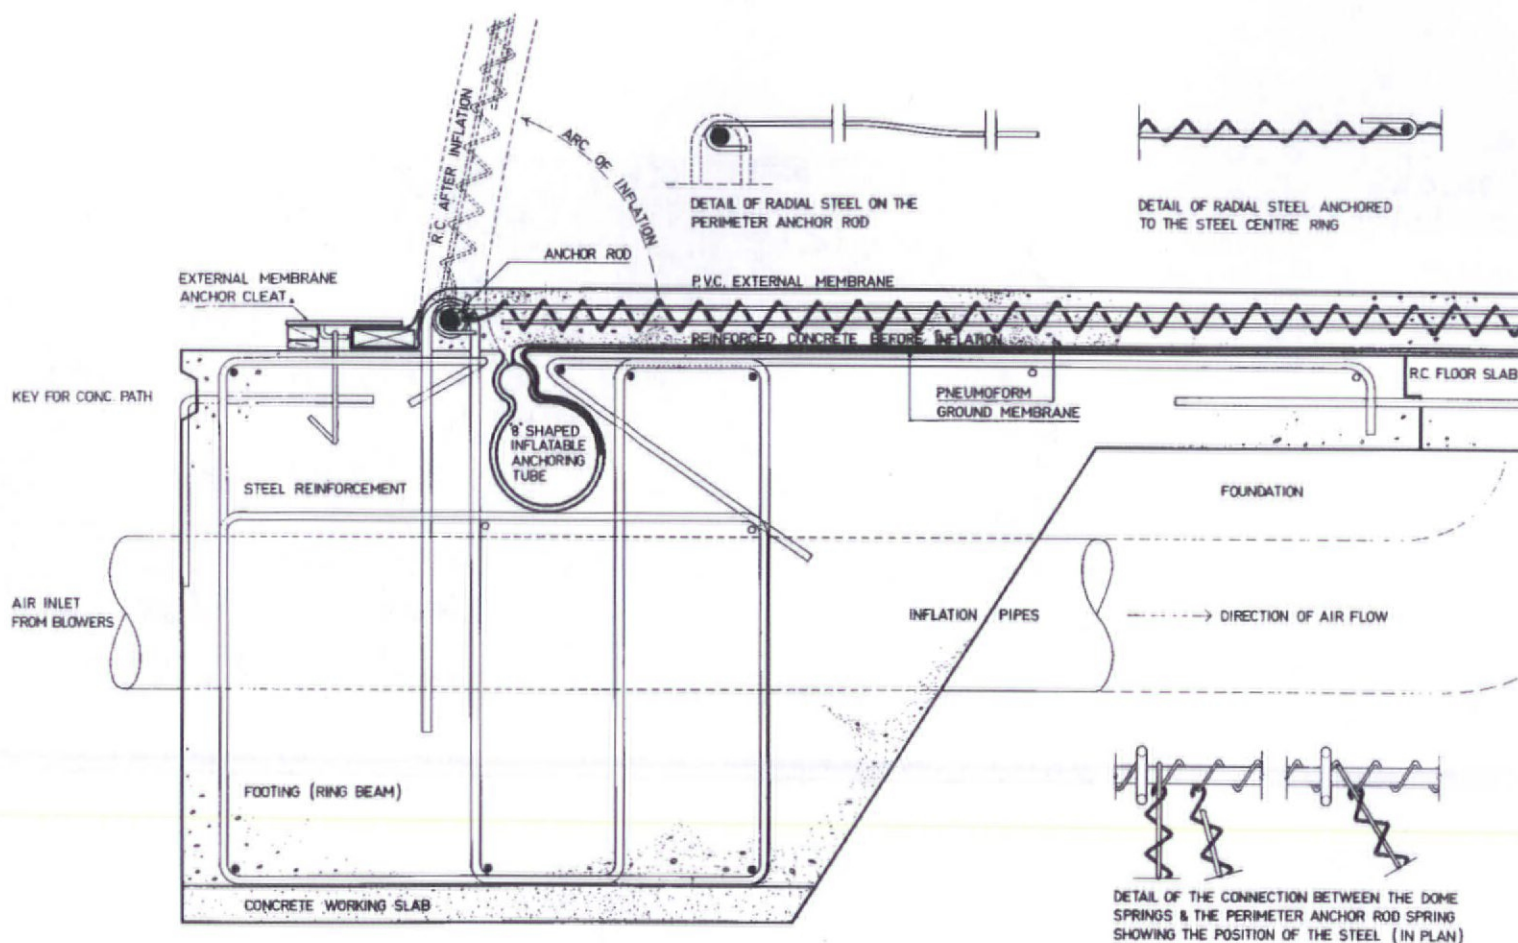 R.C. AFTER INFLATION
ARC OF INFLATION
DETAIL OF RADIAL STEEL ON THE
PERIMETER ANCHOR ROD
DETAIL OF RADIAL STEEL ANCHORED
TO THE STEEL CENTRE RING
ANCHOR ROD
EXTERNAL MEMBRANE
ANCHOR CLEAT.
P.V.C. EXTERNAL MEMBRANE
REINFORCED CONCRETE BEFORE INFLATION
R.C. FLOOR SLAB
KEY FOR CONC. PATH
PNEUMOFORM
GROUND MEMBRANE
"8" SHAPED
INFLATABLE
ANCHORING
TUBE
STEEL REINFORCEMENT
FOUNDATION
AIR INLET
FROM BLOWERS
INFLATION PIPES
DIRECTION OF AIR FLOW
FOOTING (RING BEAM)
CONCRETE WORKING SLAB
DETAIL OF THE CONNECTION BETWEEN THE DOME
SPRINGS & THE PERIMETER ANCHOR ROD SPRING
SHOWING THE POSITION OF THE STEEL (IN PLAN)